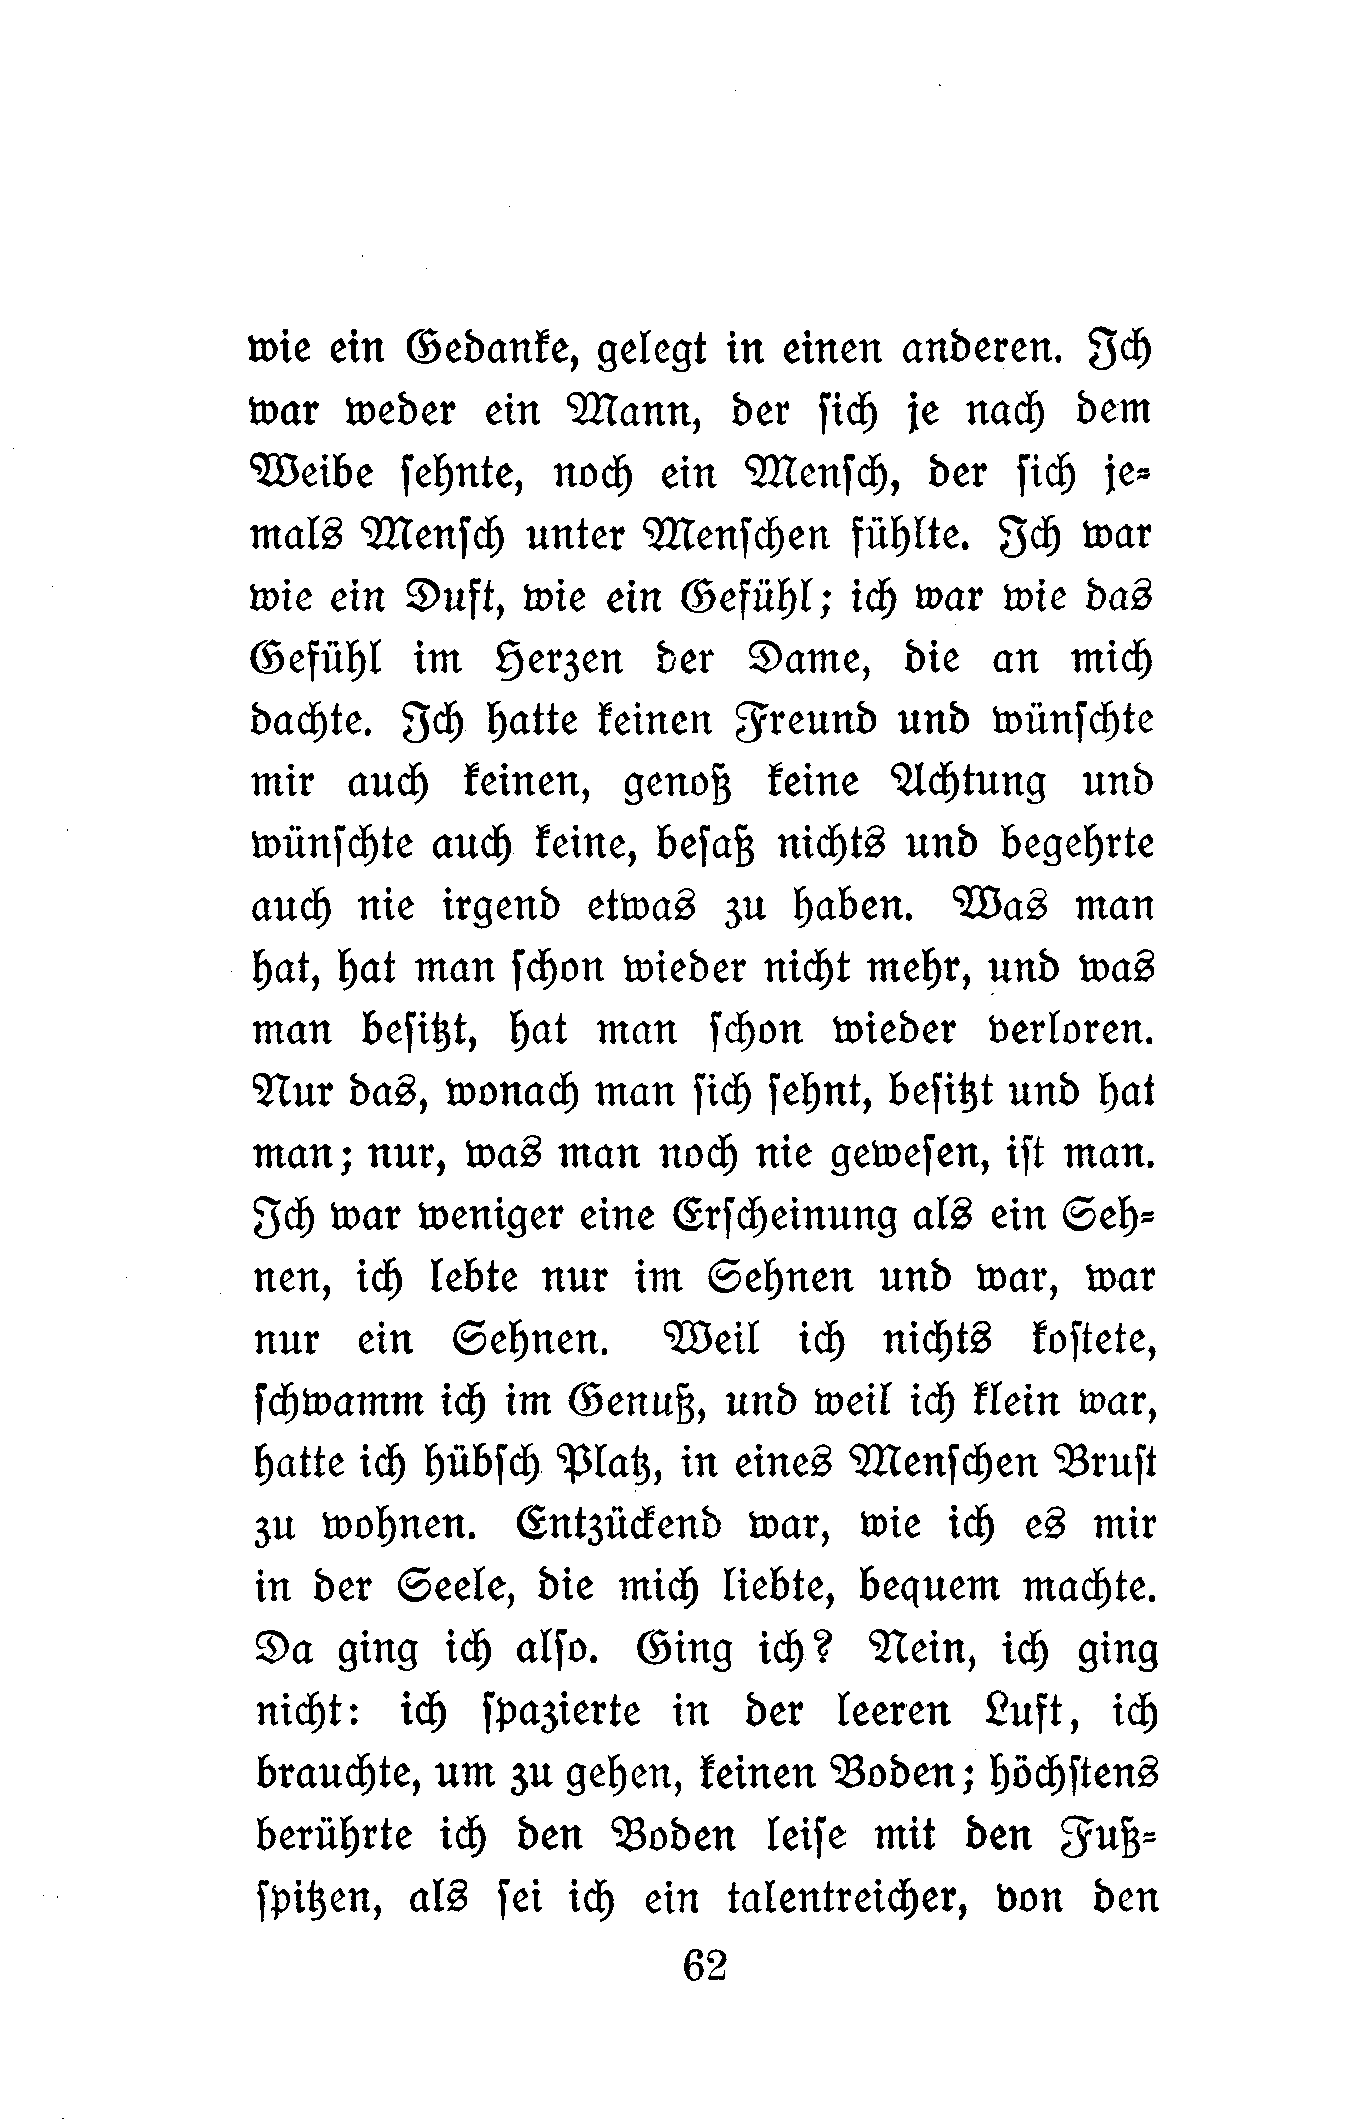 wie ein Gedanke, gelegt in einen anderen. Ich
war weder ein Mann, der ſich je nach dem
Weibe ſehnte, noch ein Menſch, der ſich je-
mals Menſch unter Menſchen fühlte. Ich war
wie ein Duft, wie ein Gefühl; ich war wie das
Gefühl im Herzen der Dame, die an mich
dachte. Ich hatte keinen Freund und wünſchte
mir auch keinen, genoß keine Achtung und
wünſchte auch keine, beſaß nichts und begehrte
auch nie irgend etwas zu haben. Was man
hat, hat man ſchon wieder nicht mehr, und was
man beſitzt, hat man ſchon wieder verloren.
Nur das, wonach man ſich ſehnt, beſitzt und hat
man; nur, was man noch nie geweſen, iſt man.
Ich war weniger eine Erſcheinung als ein Seh-
nen, ich lebte nur im Sehnen und war, war
nur ein Sehnen. Weil ich nichts koſtete,
ſchwamm ich im Genuß, und weil ich klein war,
hatte ich hübſch Platz, in eines Menſchen Bruſt
zu wohnen. Entzückend war, wie ich es mir
in der Seele, die mich liebte, bequem machte.
Da ging ich alſo. Ging ich? Nein, ich ging
nicht: ich ſpazierte in der leeren Luft, ich
brauchte, um zu gehen, keinen Boden; höchſtens
berührte ich den Boden leiſe mit den Fuß-
ſpitzen, als ſei ich ein talentreicher, von den
62